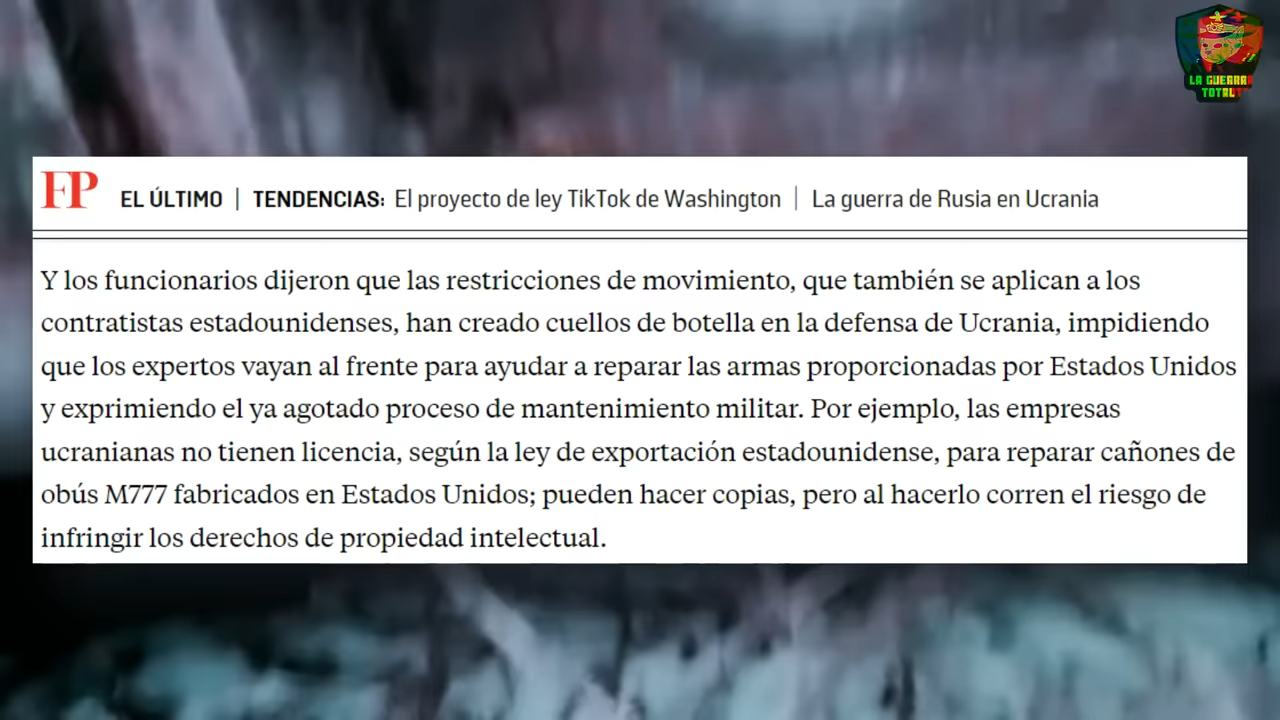 LA GUERRA
TOTAL
FP EL ÚLTIMO | TENDENCIAS: El proyecto de ley TikTok de Washington | La guerra de Rusia en Ucrania
Y los funcionarios dijeron que las restricciones de movimiento, que también se aplican a los
contratistas estadounidenses, han creado cuellos de botella en la defensa de Ucrania, impidiendo
que los expertos vayan al frente para ayudar a reparar las armas proporcionadas por Estados Unidos
y exprimiendo el ya agotado proceso de mantenimiento militar. Por ejemplo, las empresas
ucranianas no tienen licencia, según la ley de exportación estadounidense, para reparar cañones de
obús M777 fabricados en Estados Unidos; pueden hacer copias, pero al hacerlo corren el riesgo de
infringir los derechos de propiedad intelectual.